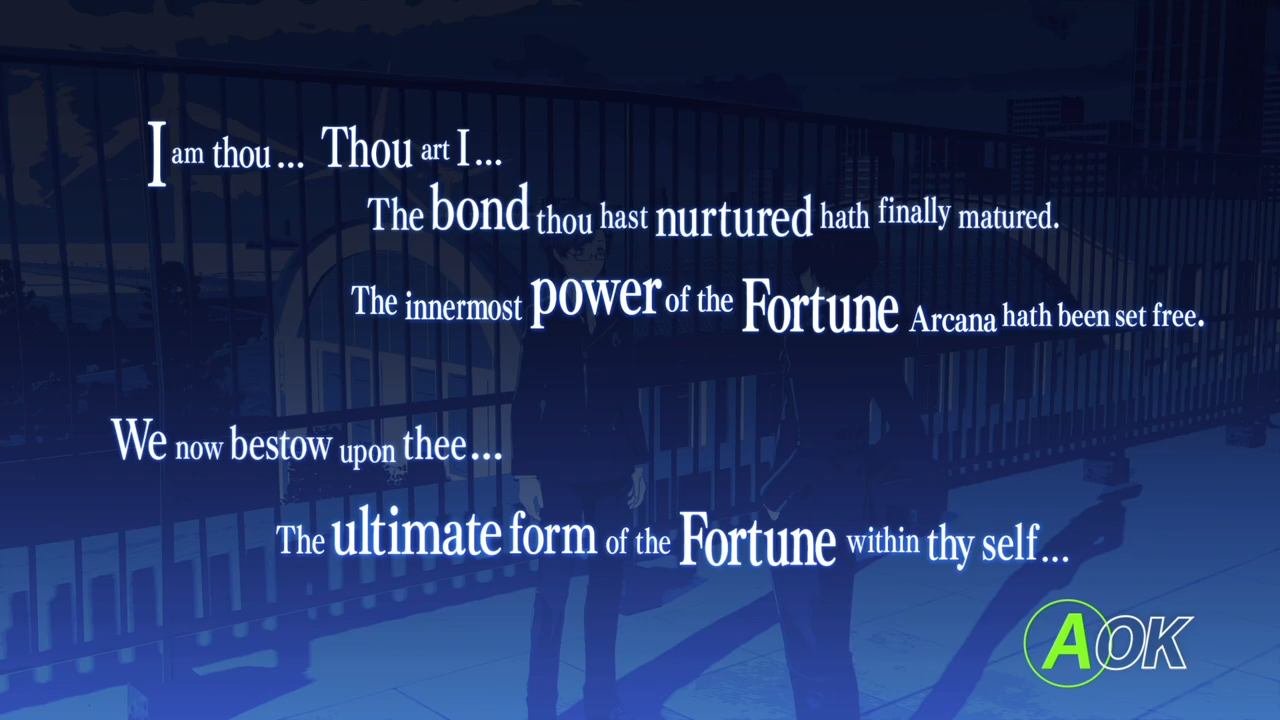 I am thou... Thou art I...
The bond thou hast nurtured hath finally matured.
The innermost power of the Fortune Arcana hath been set free.
We now bestow upon thee...
The ultimate form of the Fortune within thy self...
A OK